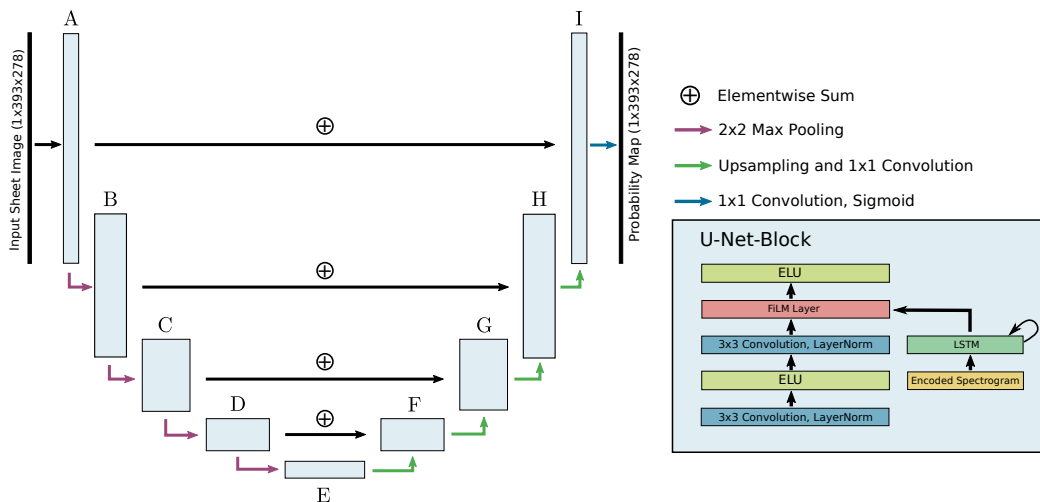 A
I
Input Sheet Image (1x393x278)
Probability Map (1x393x278)
B
H
C
G
D
F
E
Elementwise Sum
2x2 Max Pooling
Upsampling and 1x1 Convolution
1x1 Convolution, Sigmoid
U-Net-Block
ELU
FiLM Layer
3x3 Convolution, LayerNorm
LSTM
ELU
Encoded Spectrogram
3x3 Convolution, LayerNorm